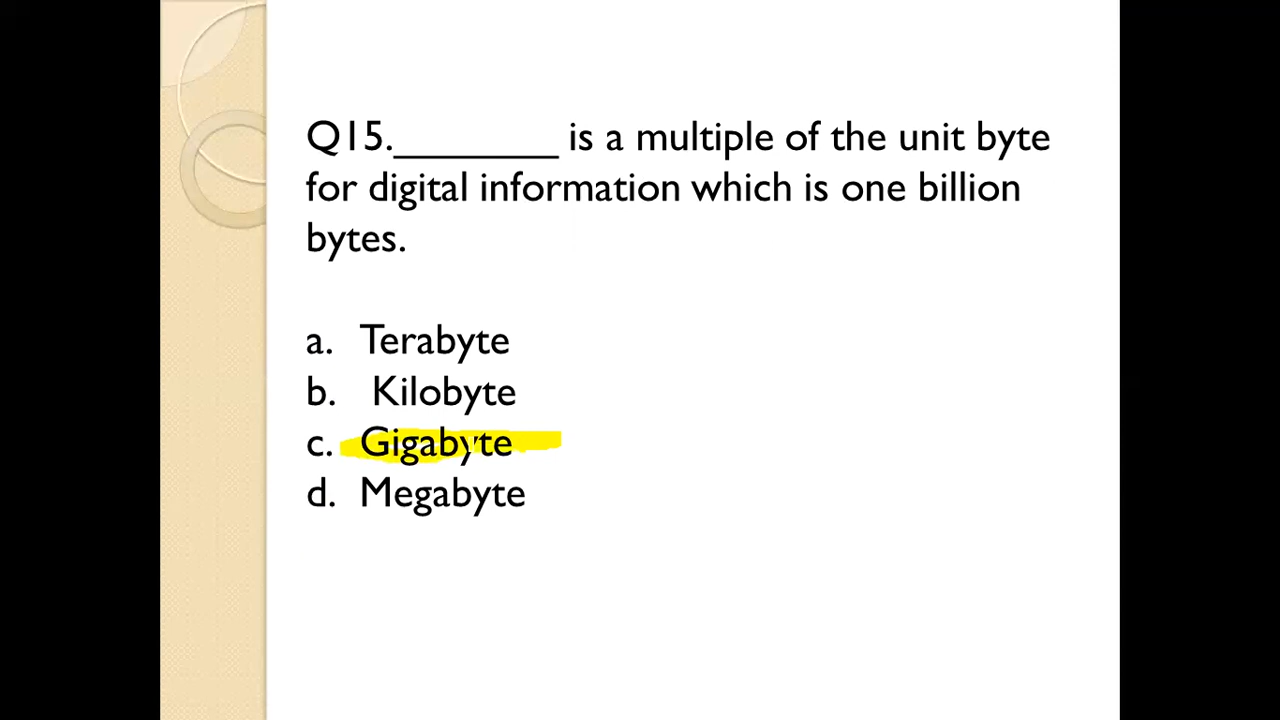 Q15.________ is a multiple of the unit byte
for digital information which is one billion
bytes.
a. Terabyte
b. Kilobyte
c. Gigabyte
d. Megabyte